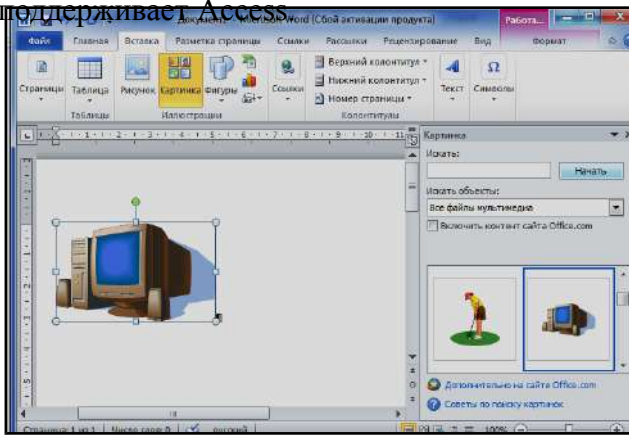 поддерживает Access
Microsoft Word (Сбой активации продукта)
Работа...
Файл Главная Вставка Разметка страницы Ссылки Рассылки Рецензирование Вид Формат
Страницы Таблица Рисунок Картинка Фигуры Ссылки Верхний колонтитул Нижний колонтитул Номер страницы Текст Символы
Таблицы Иллюстрации Колонтитулы
Картинка
Искать:
Начать
Искать объекты:
Все файлы мультимедиа
Включить контент сайта Office.com
Дополнительно на сайте Office.com
Советы по поиску картинок
Страница: 1 из 1 Число слов: 0 русский 100%